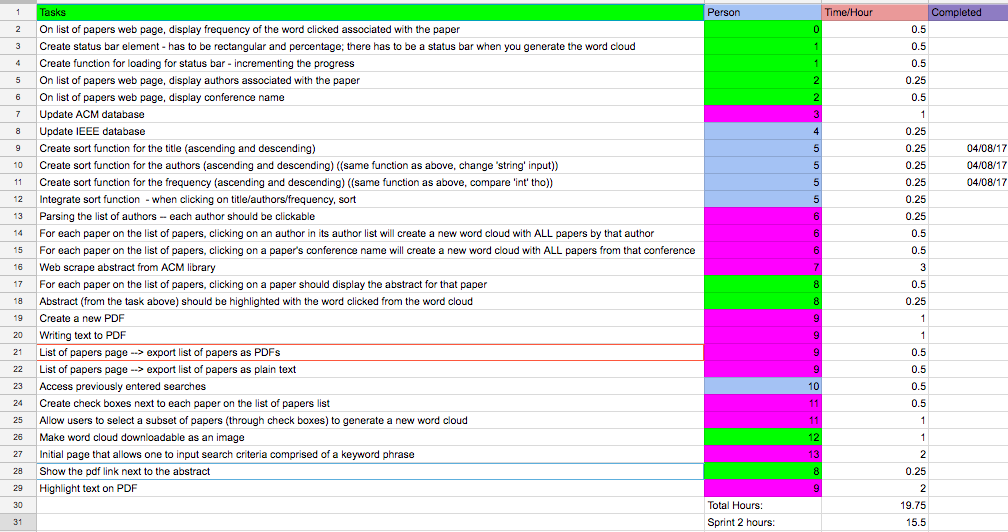 1 Tasks Person Time/Hour Completed
2 On list of papers web page, display frequency of the word clicked associated with the paper 0 0.5
3 Create status bar element - has to be rectangular and percentage; there has to be a status bar when you generate the word cloud 1 0.5
4 Create function for loading for status bar - incrementing the progress 1 0.5
5 On list of papers web page, display authors associated with the paper 2 0.25
6 On list of papers web page, display conference name 2 0.5
7 Update ACM database 3 1
8 Update IEEE database 4 0.25
9 Create sort function for the title (ascending and descending) 5 0.25 04/08/17
10 Create sort function for the authors (ascending and descending) ((same function as above, change 'string' input)) 5 0.25 04/08/17
11 Create sort function for the frequency (ascending and descending) ((same function as above, compare 'int' tho)) 5 0.25 04/08/17
12 Integrate sort function - when clicking on title/authors/frequency, sort 5 0.25
13 Parsing the list of authors -- each author should be clickable 6 0.25
14 For each paper on the list of papers, clicking on an author in its author list will create a new word cloud with ALL papers by that author 6 0.5
15 For each paper on the list of papers, clicking on a paper's conference name will create a new word cloud with ALL papers from that conference 6 0.5
16 Web scrape abstract from ACM library 7 3
17 For each paper on the list of papers, clicking on a paper should display the abstract for that paper 8 0.5
18 Abstract (from the task above) should be highlighted with the word clicked from the word cloud 8 0.25
19 Create a new PDF 9 1
20 Writing text to PDF 9 1
21 List of papers page --> export list of papers as PDFs 9 0.5
22 List of papers page --> export list of papers as plain text 9 0.5
23 Access previously entered searches 10 0.5
24 Create check boxes next to each paper on the list of papers list 11 0.5
25 Allow users to select a subset of papers (through check boxes) to generate a new word cloud 11 1
26 Make word cloud downloadable as an image 12 1
27 Initial page that allows one to input search criteria comprised of a keyword phrase 13 2
28 Show the pdf link next to the abstract 8 0.25
29 Highlight text on PDF 9 2
30 Total Hours: 19.75
31 Sprint 2 hours: 15.5